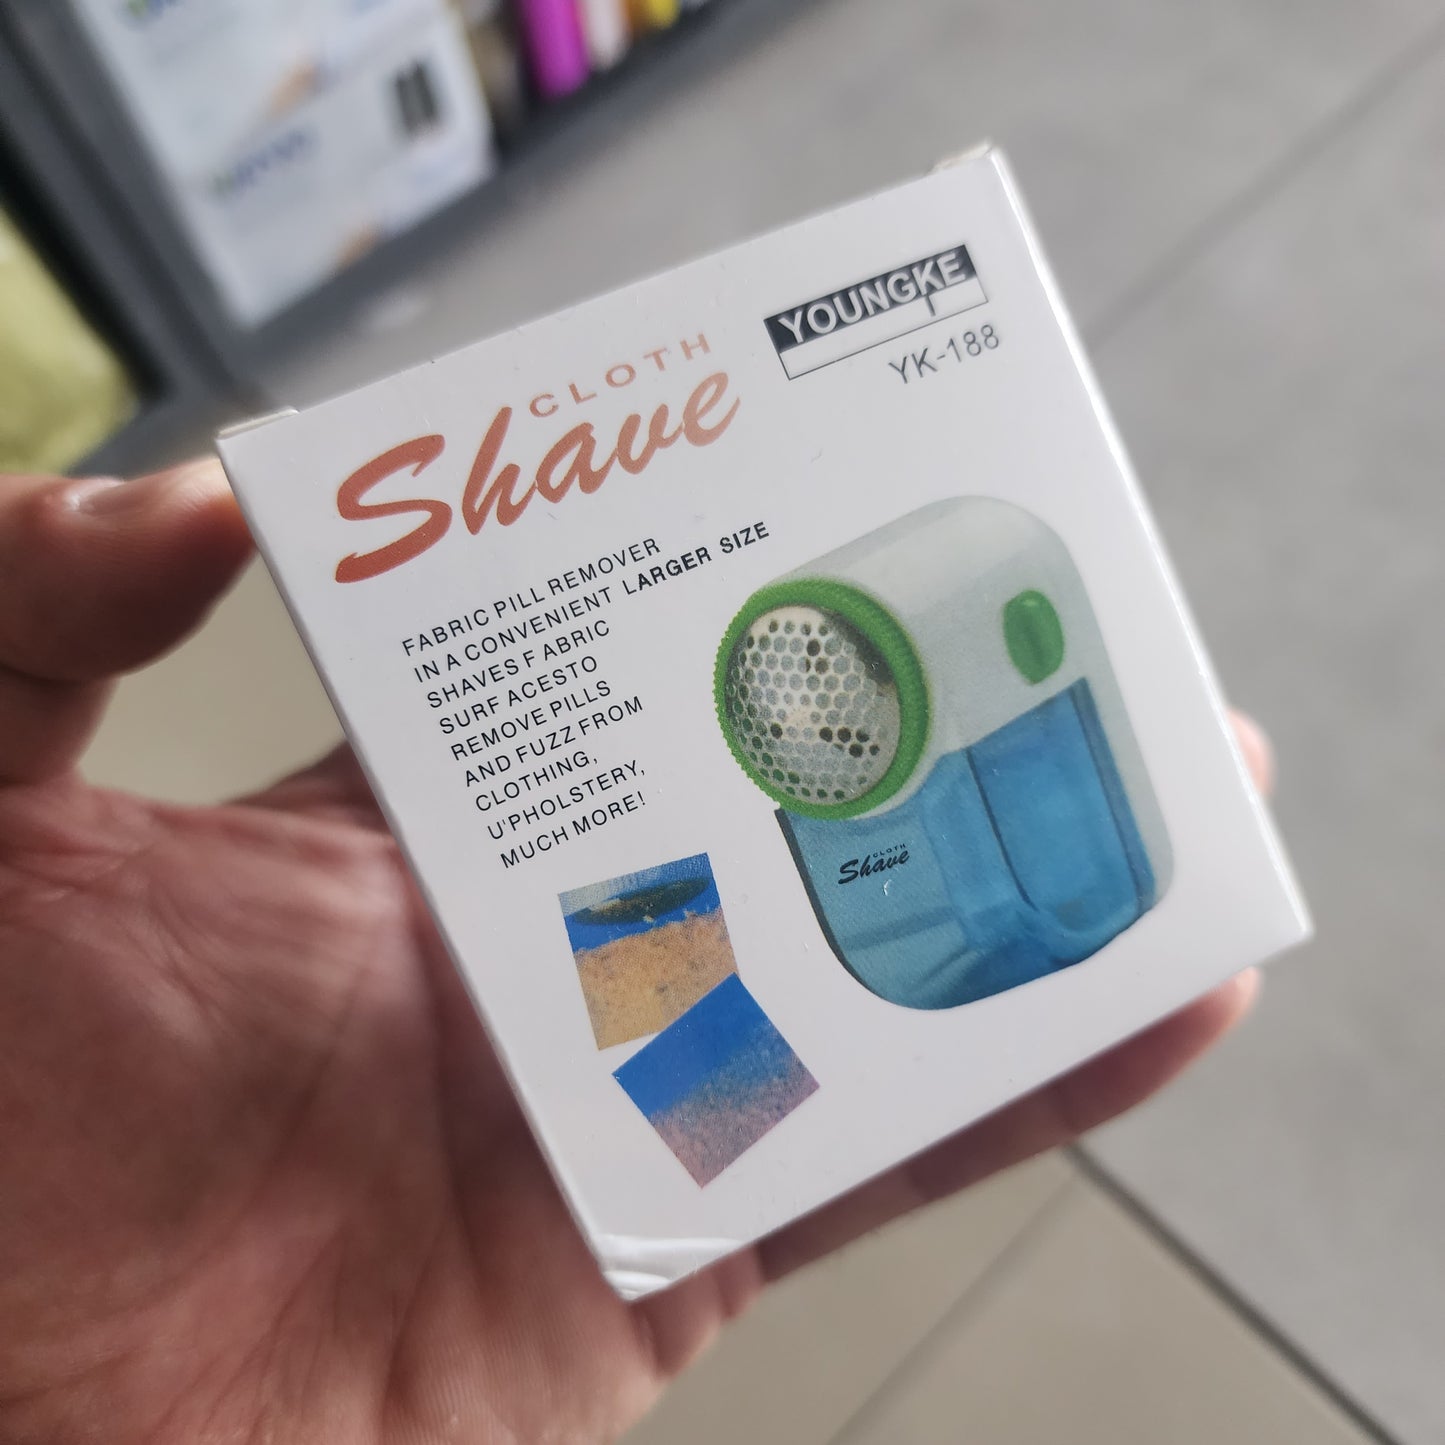 YOUNGKE
YK-188
CLOTH
Shave
FABRIC PILL REMOVER
IN A CONVENIENT LARGER SIZE
SHAVES F ABRIC
SURF ACESTO
REMOVE PILLS
AND FUZZ FROM
CLOTHING,
U'PHOLSTERY,
MUCH MORE!
CLOTH
Shave